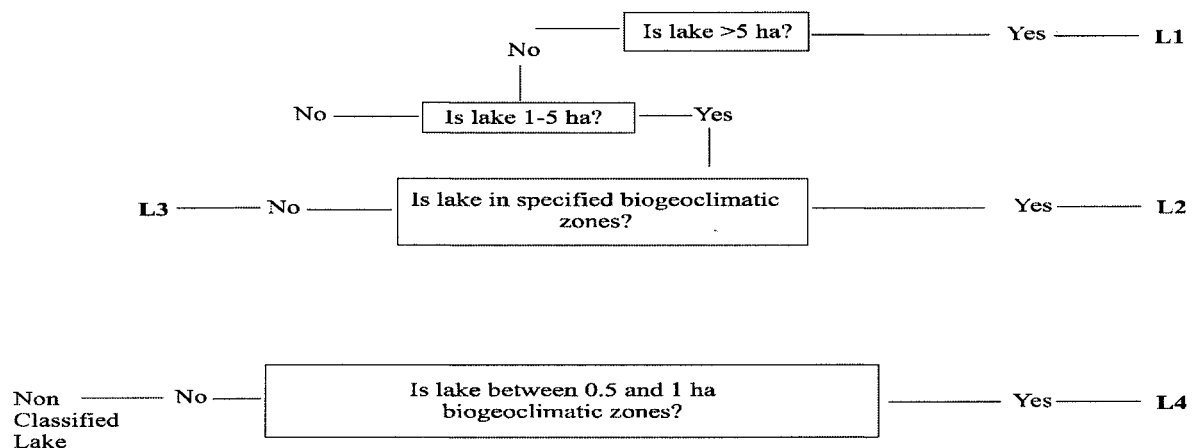 Is lake >5 ha?
Yes
L1
No
No
Is lake 1-5 ha?
Yes
L3
No
Is lake in specified biogeoclimatic
zones?
Yes
L2
Non
Classified
Lake
No
Is lake between 0.5 and 1 ha
biogeoclimatic zones?
Yes
L4